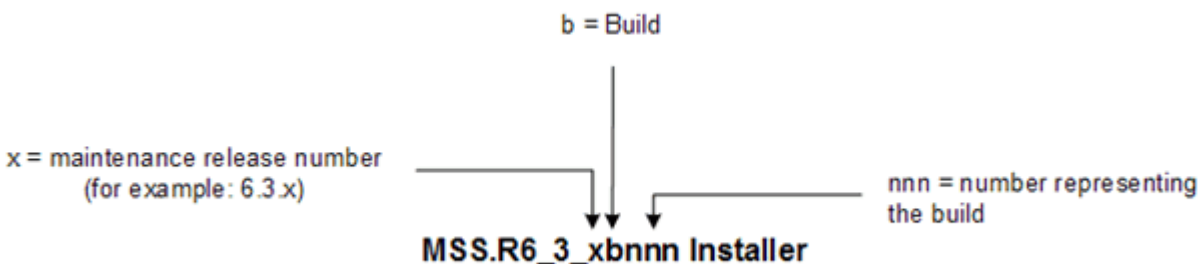 b = Build
x = maintenance release number
(for example: 6.3.x)
nnn = number representing
the build
MSS.R6_3_xbnnn Installer